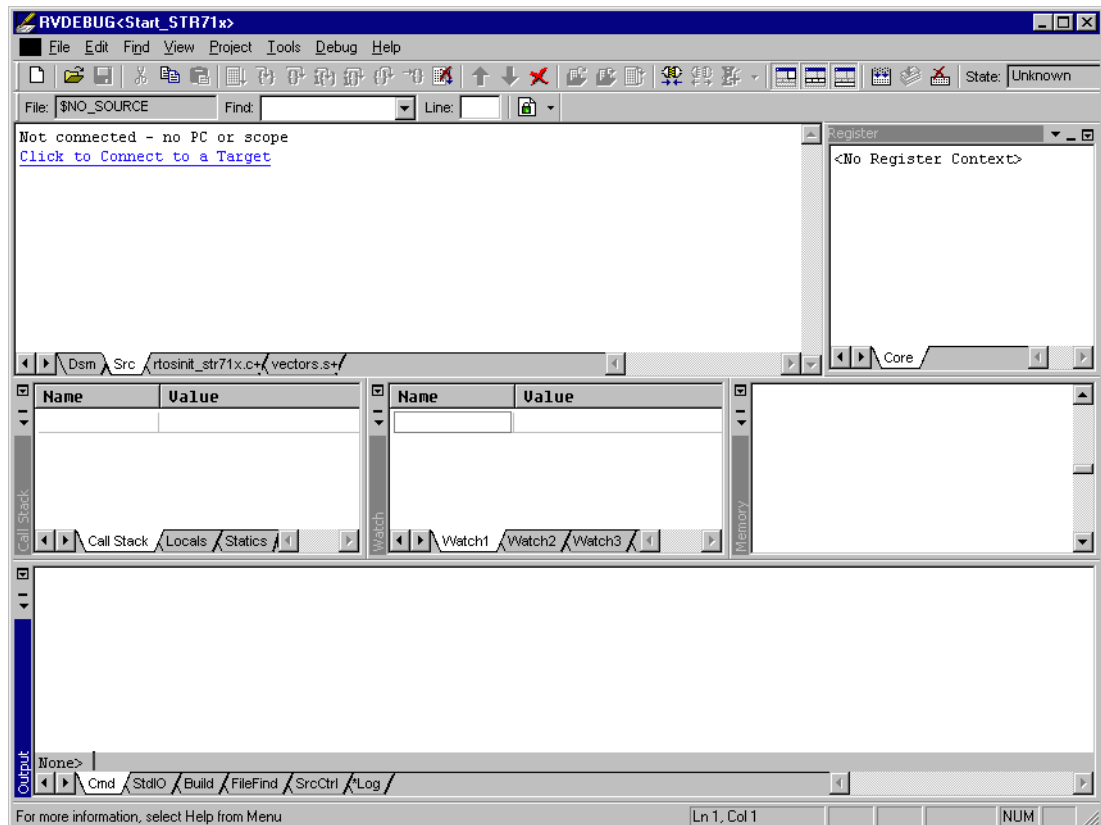 RVDEBUG<Start_STR71x>
File Edit Find View Project Tools Debug Help
State: Unknown
File: $NO_SOURCE Find: Line:
Not connected - no PC or scope
Click to Connect to a Target
Register
<No Register Context>
Dsm Src rtosinit_str71x.c+ vectors.s+
Core
Name Value
Call Stack
Call Stack Locals Statics
Name Value
Watch
Watch1 Watch2 Watch3
Memory
Output
None>
Cmd StdIO Build FileFind SrcCtrl *Log
For more information, select Help from Menu Ln 1, Col 1 NUM